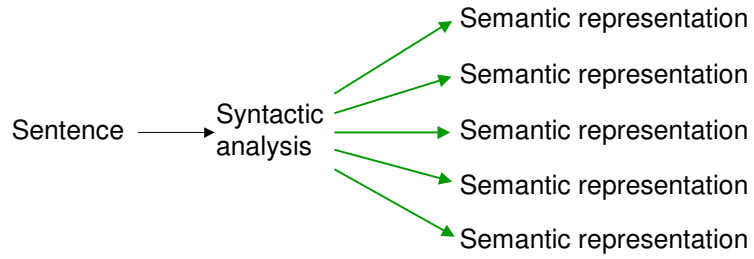 Semantic representation
Semantic representation
Sentence
Syntactic
analysis
Semantic representation
Semantic representation
Semantic representation